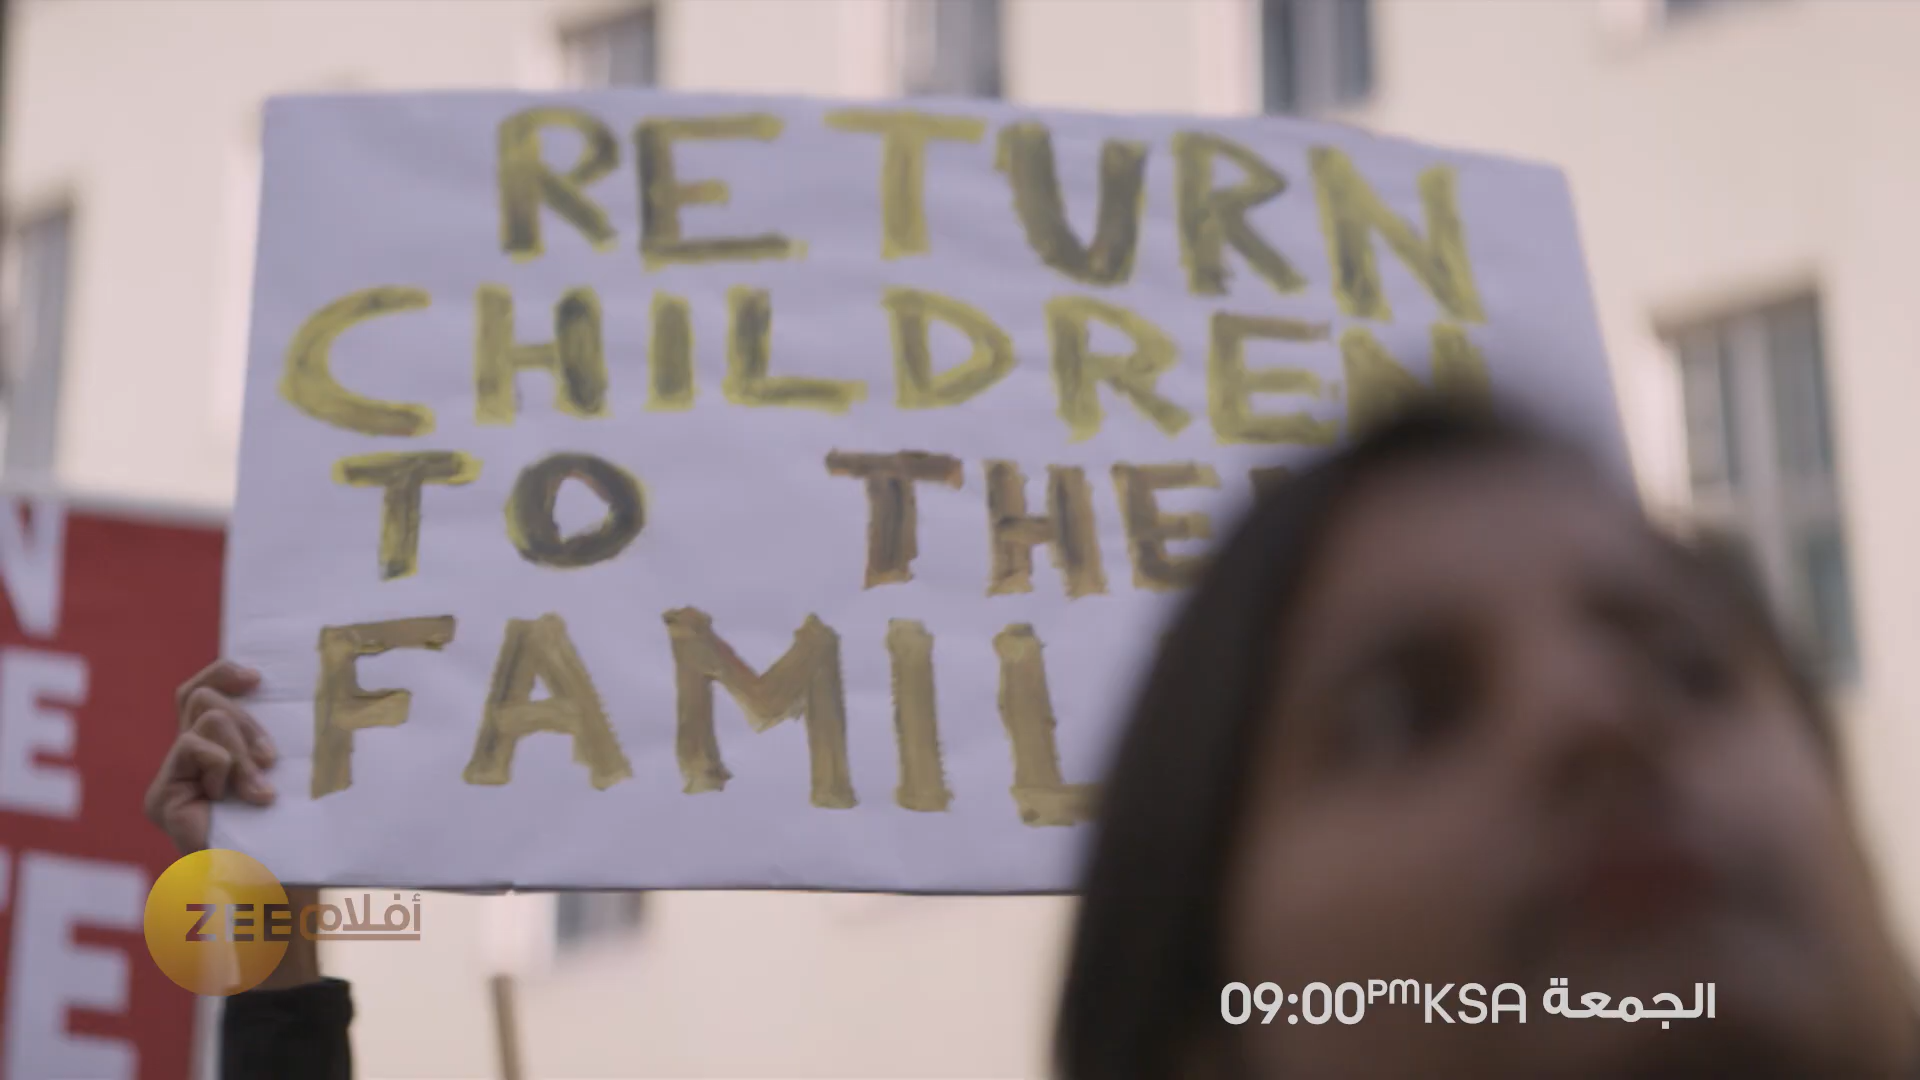 RETURN
CHILDREN
TO THE
FAMIL
N
E
E
ZEE أفلام
الجمعة 09:00PM KSA